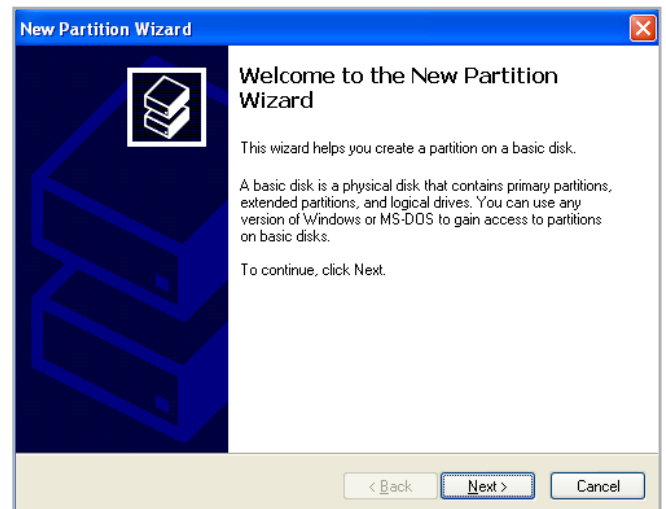 New Partition Wizard
Welcome to the New Partition
Wizard
This wizard helps you create a partition on a basic disk.
A basic disk is a physical disk that contains primary partitions,
extended partitions, and logical drives. You can use any
version of Windows or MS-DOS to gain access to partitions
on basic disks.
To continue, click Next.
< Back Next > Cancel